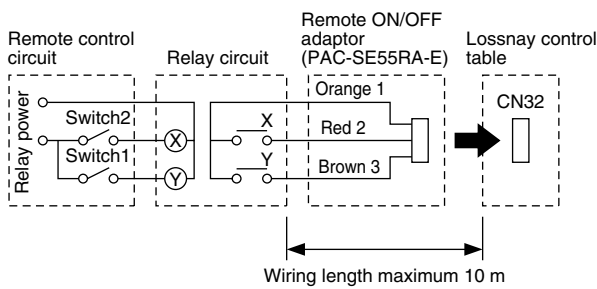 Remote control
circuit
Relay circuit
Remote ON/OFF
adaptor
(PAC-SE55RA-E)
Lossnay control
table
Relay power
Switch2
Switch1
X
Y
X
Y
Orange 1
Red 2
Brown 3
CN32
Wiring length maximum 10 m